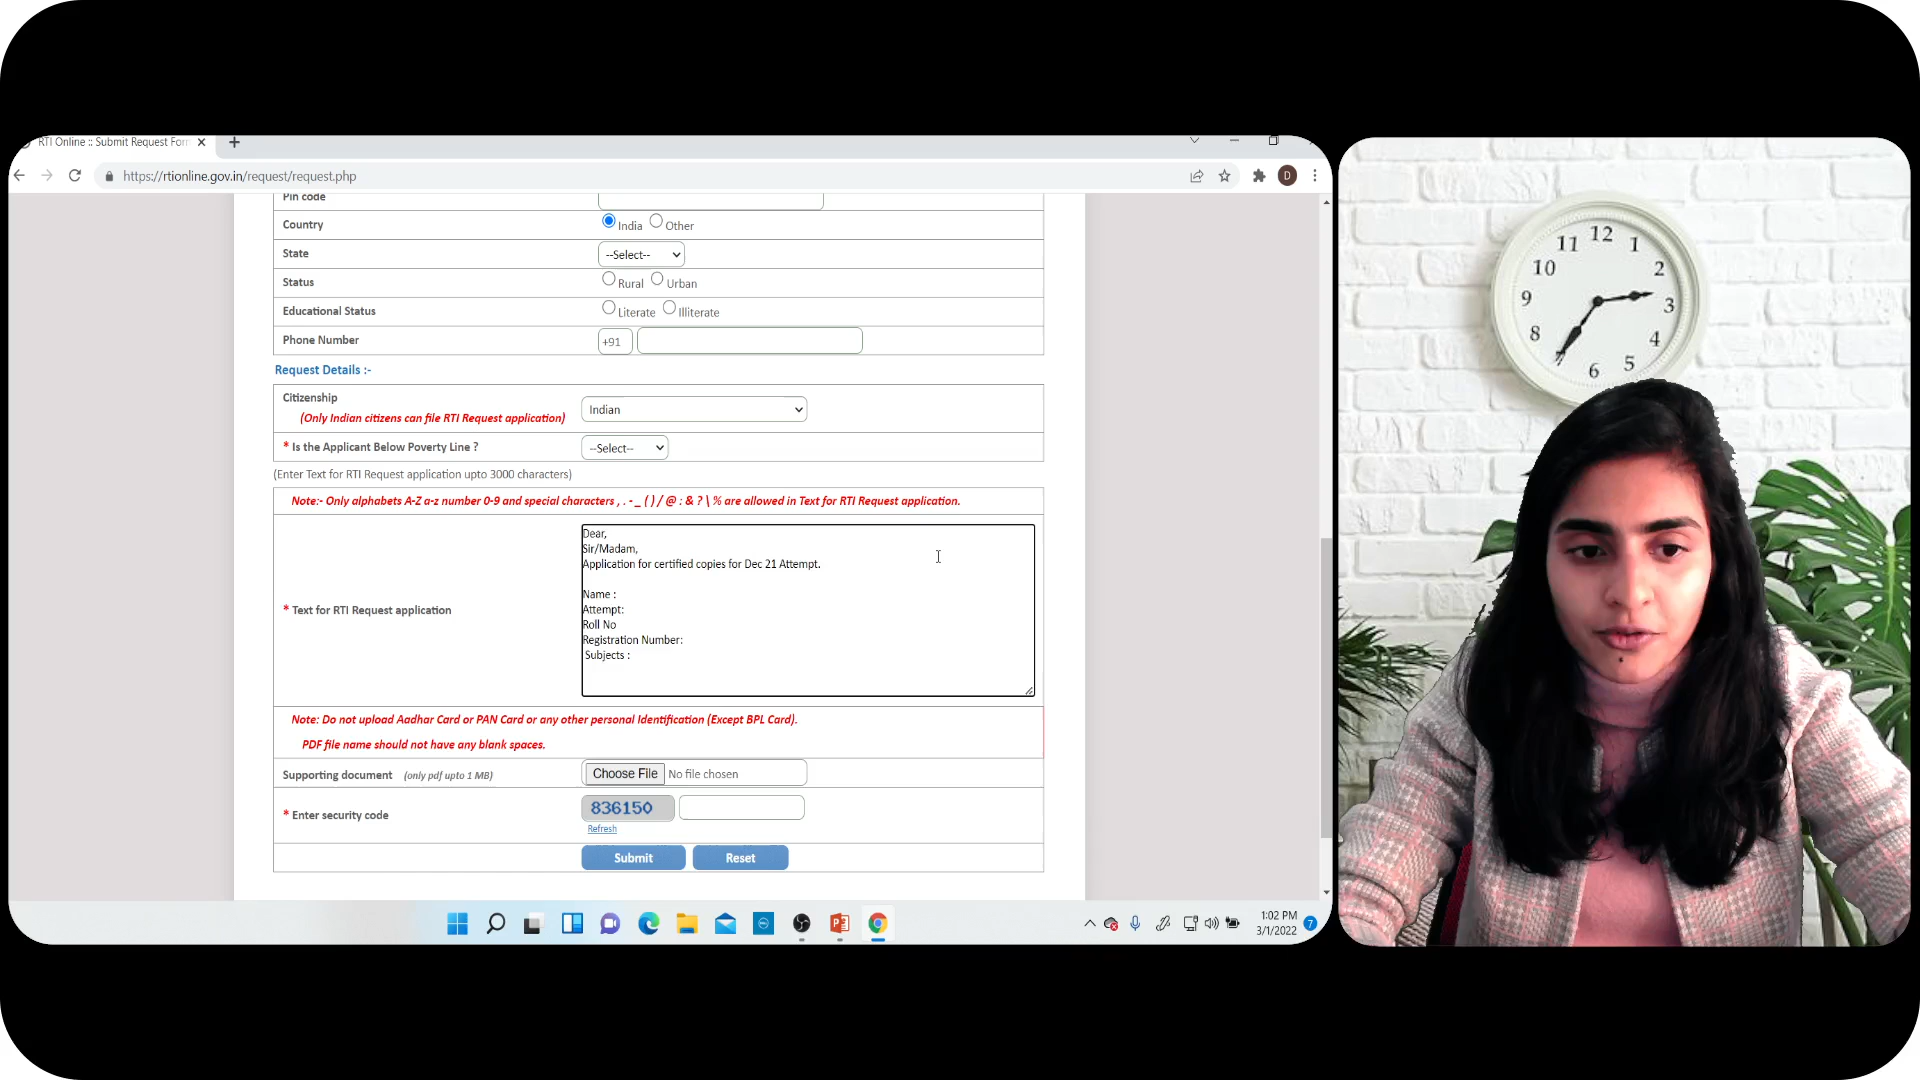 RTI Online :: Submit Request Form
https://rtionline.gov.in/request/request.php
D
Pin code
Country
India Other
State
--Select--
Status
Rural Urban
Educational Status
Literate Illiterate
Phone Number
+91
Request Details :-
Citizenship
(Only Indian citizens can file RTI Request application)
Indian
* Is the Applicant Below Poverty Line ?
--Select--
(Enter Text for RTI Request application upto 3000 characters)
Note:- Only alphabets A-Z a-z number 0-9 and special characters , . - _ ( ) / @ : & ? \ % are allowed in Text for RTI Request application.
* Text for RTI Request application
Dear,
Sir/Madam,
Application for certified copies for Dec 21 Attempt.
Name :
Attempt:
Roll No
Registration Number:
Subjects :
Note: Do not upload Aadhar Card or PAN Card or any other personal Identification (Except BPL Card).
PDF file name should not have any blank spaces.
Supporting document (only pdf upto 1 MB)
Choose File No file chosen
* Enter security code
836150
Refresh
Submit Reset
1:02 PM
3/1/2022
7
12
11 1
10 2
9 3
8 4
7 5
6